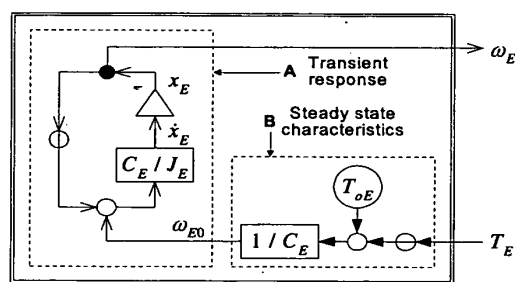 ω_E
A Transient response
x_E
ẋ_E
C_E / J_E
B Steady state characteristics
T_oE
ω_E0
1 / C_E
T_E